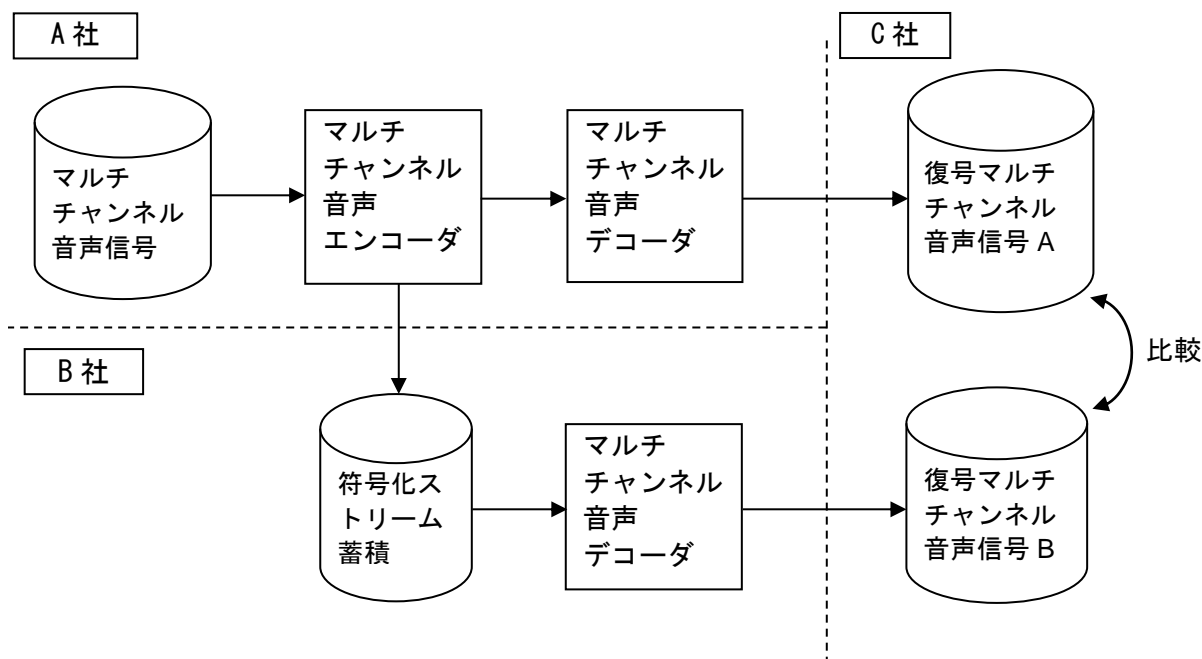 A社
C社
マルチ
チャンネル
音声信号
マルチ
チャンネル
音声
エンコーダ
マルチ
チャンネル
音声
デコーダ
復号マルチ
チャンネル
音声信号A
比較
B社
符号化ス
トリーム
蓄積
マルチ
チャンネル
音声
デコーダ
復号マルチ
チャンネル
音声信号B